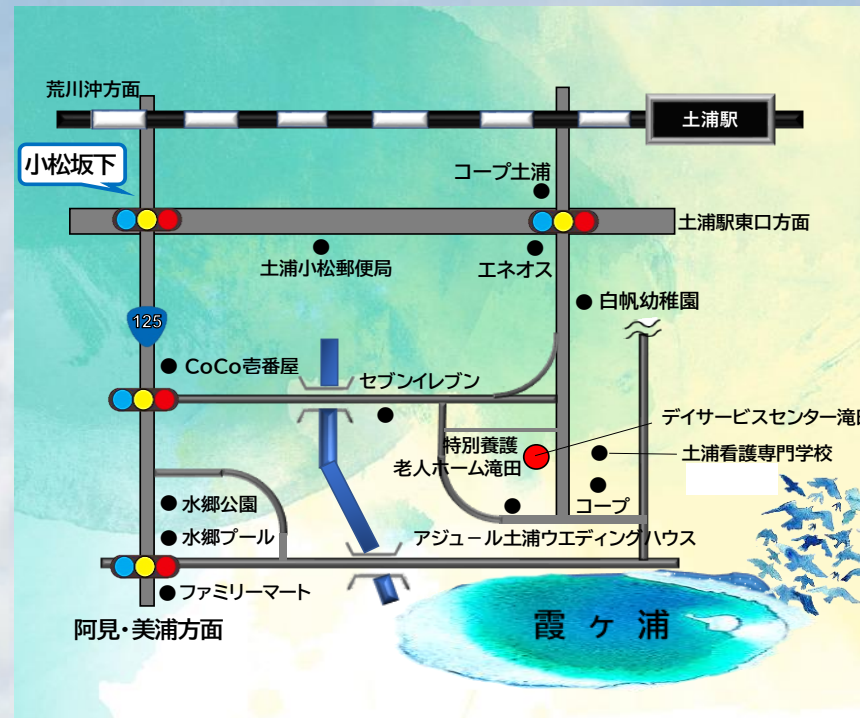 荒川沖方面
土浦駅
小松坂下
コープ土浦
土浦駅東口方面
土浦小松郵便局
エネオス
白帆幼稚園
125
CoCo壱番屋
セブンイレブン
デイサービスセンター滝田
特別養護
老人ホーム滝田
土浦看護専門学校
水郷公園
コープ
水郷プール
アジュール土浦ウエディングハウス
ファミリーマート
阿見・美浦方面
霞ヶ浦